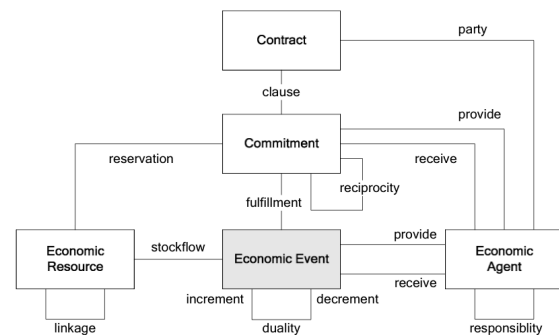 Contract
party
clause
provide
Commitment
reservation
receive
reciprocity
fulfillment
Economic
Resource
stockflow
Economic Event
provide
Economic
Agent
receive
increment
decrement
linkage
duality
responsiblity